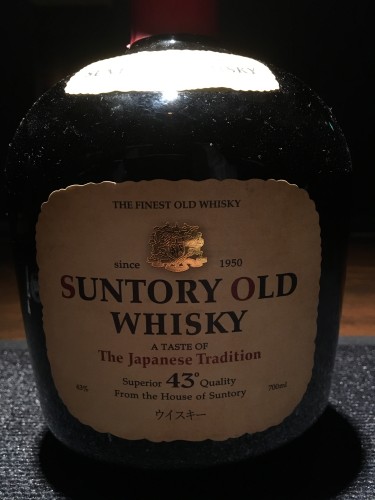 THE FINEST OLD WHISKY
since 1950
SUNTORY OLD
WHISKY
A TASTE OF
The Japanese Tradition
Superior 43° Quality
43% 700ml
From the House of Suntory
ウイスキー